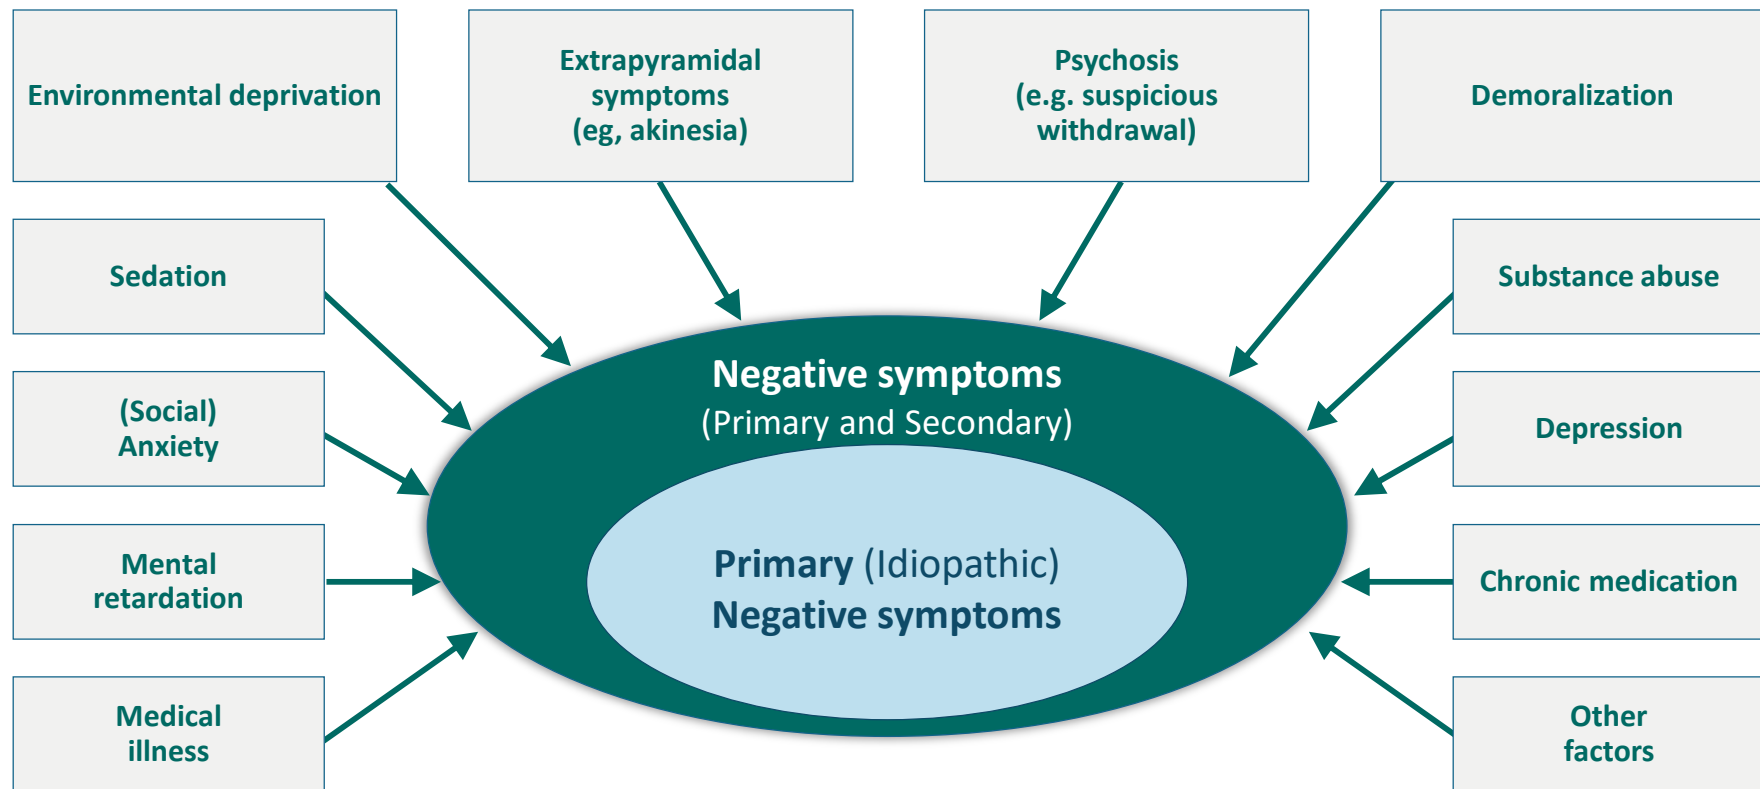 Environmental deprivation
Extrapyramidal
symptoms
(eg, akinesia)
Psychosis
(e.g. suspicious
withdrawal)
Demoralization
Sedation
Substance abuse
(Social)
Anxiety
Depression
Negative symptoms
(Primary and Secondary)
Mental
retardation
Primary (Idiopathic)
Negative symptoms
Chronic medication
Medical
illness
Other
factors